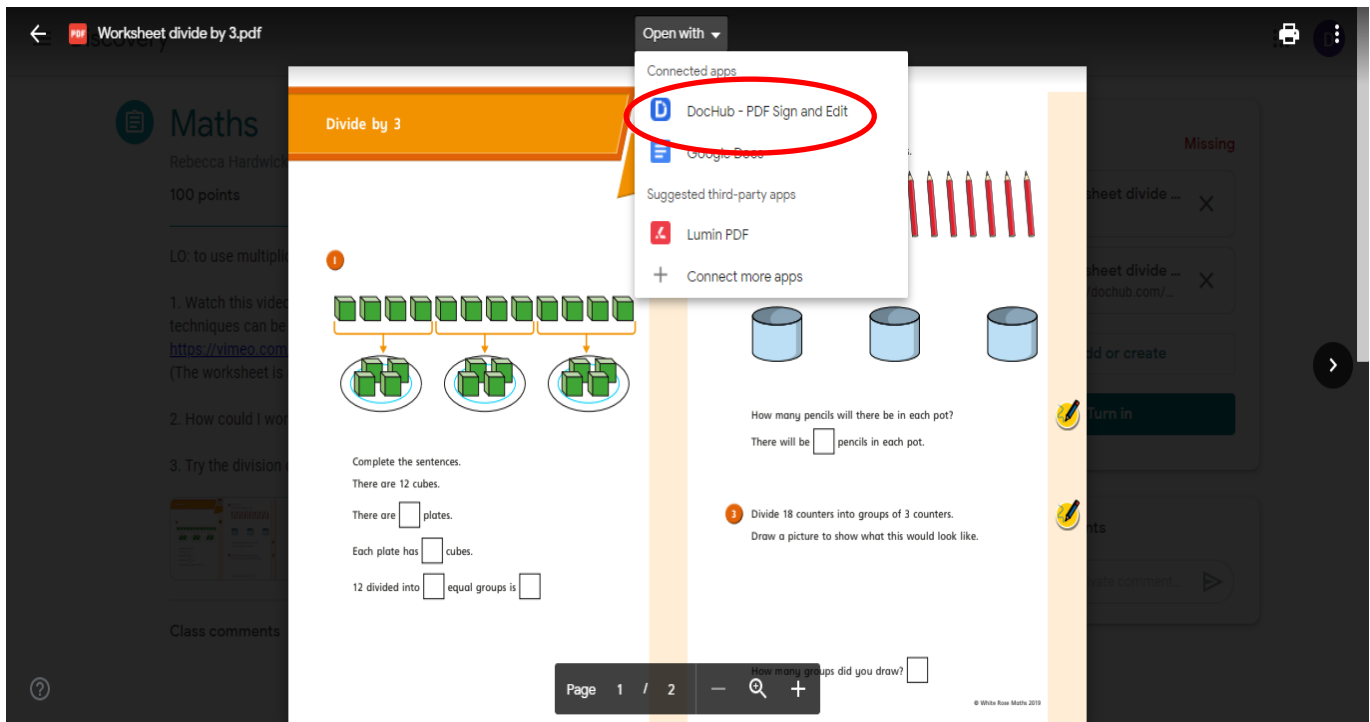 PDF Worksheet divide by 3.pdf
Open with
Connected apps
DocHub - PDF Sign and Edit
Google Docs
Suggested third-party apps
Lumin PDF
Connect more apps
Maths
Rebecca Hardwick
100 points
LO: to use multiplic
1. Watch this video
techniques can be
https://vimeo.com
(The worksheet is
2. How could I wor
3. Try the division
Class comments
Divide by 3
1
Complete the sentences.
There are 12 cubes.
There are plates.
Each plate has cubes.
12 divided into equal groups is
How many pencils will there be in each pot?
There will be pencils in each pot.
3 Divide 18 counters into groups of 3 counters.
Draw a picture to show what this would look like.
How many groups did you draw?
© White Rose Maths 2019
Missing
sheet divide ...
sheet divide ...
/dochub.com/...
dd or create
Turn in
nts
vate comment...
Page 1 / 2